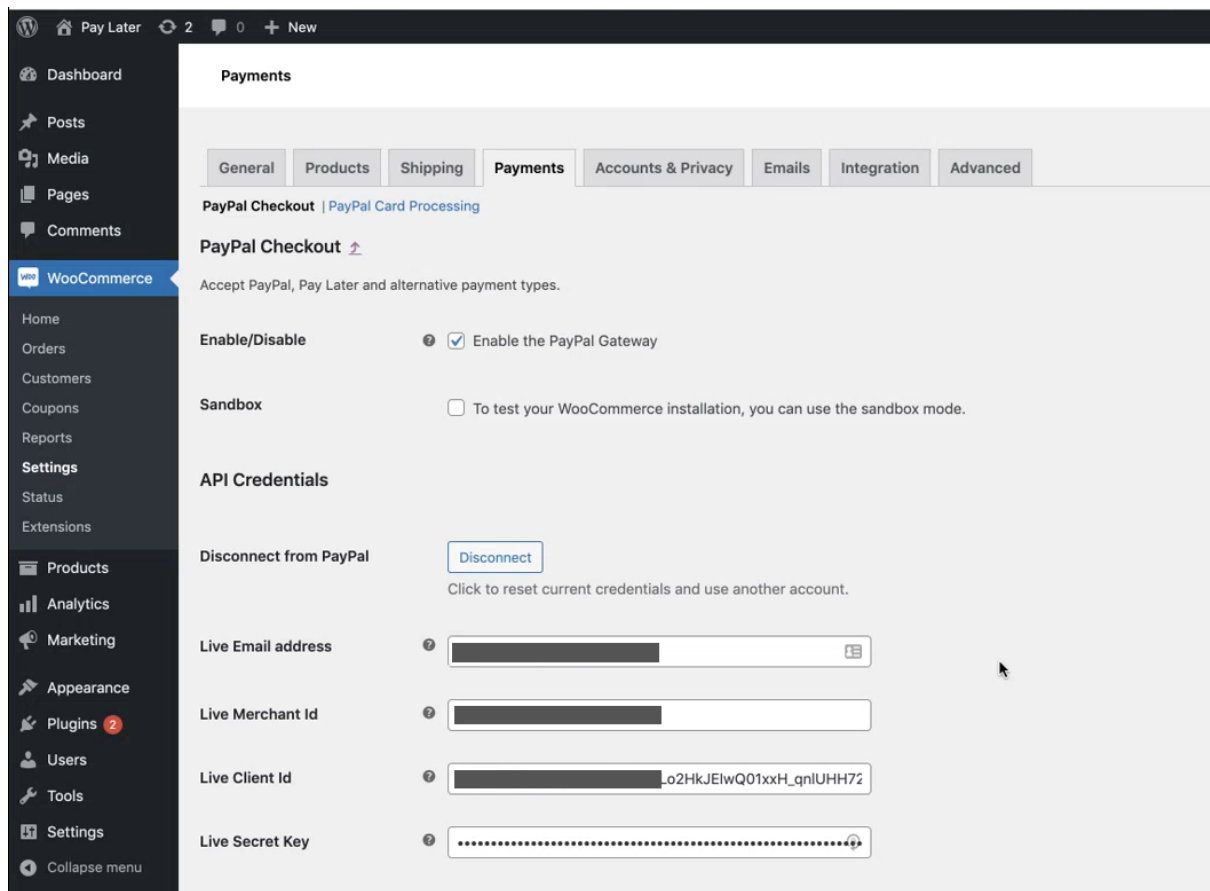 Pay Later 2 0 + New
Dashboard
Posts
Media
Pages
Comments
WooCommerce
Home
Orders
Customers
Coupons
Reports
Settings
Status
Extensions
Products
Analytics
Marketing
Appearance
Plugins 2
Users
Tools
Settings
Collapse menu
Payments
General Products Shipping Payments Accounts & Privacy Emails Integration Advanced
PayPal Checkout | PayPal Card Processing
PayPal Checkout
Accept PayPal, Pay Later and alternative payment types.
Enable/Disable Enable the PayPal Gateway
Sandbox To test your WooCommerce installation, you can use the sandbox mode.
API Credentials
Disconnect from PayPal Disconnect
Click to reset current credentials and use another account.
Live Email address
Live Merchant Id
Live Client Id
Live Secret Key